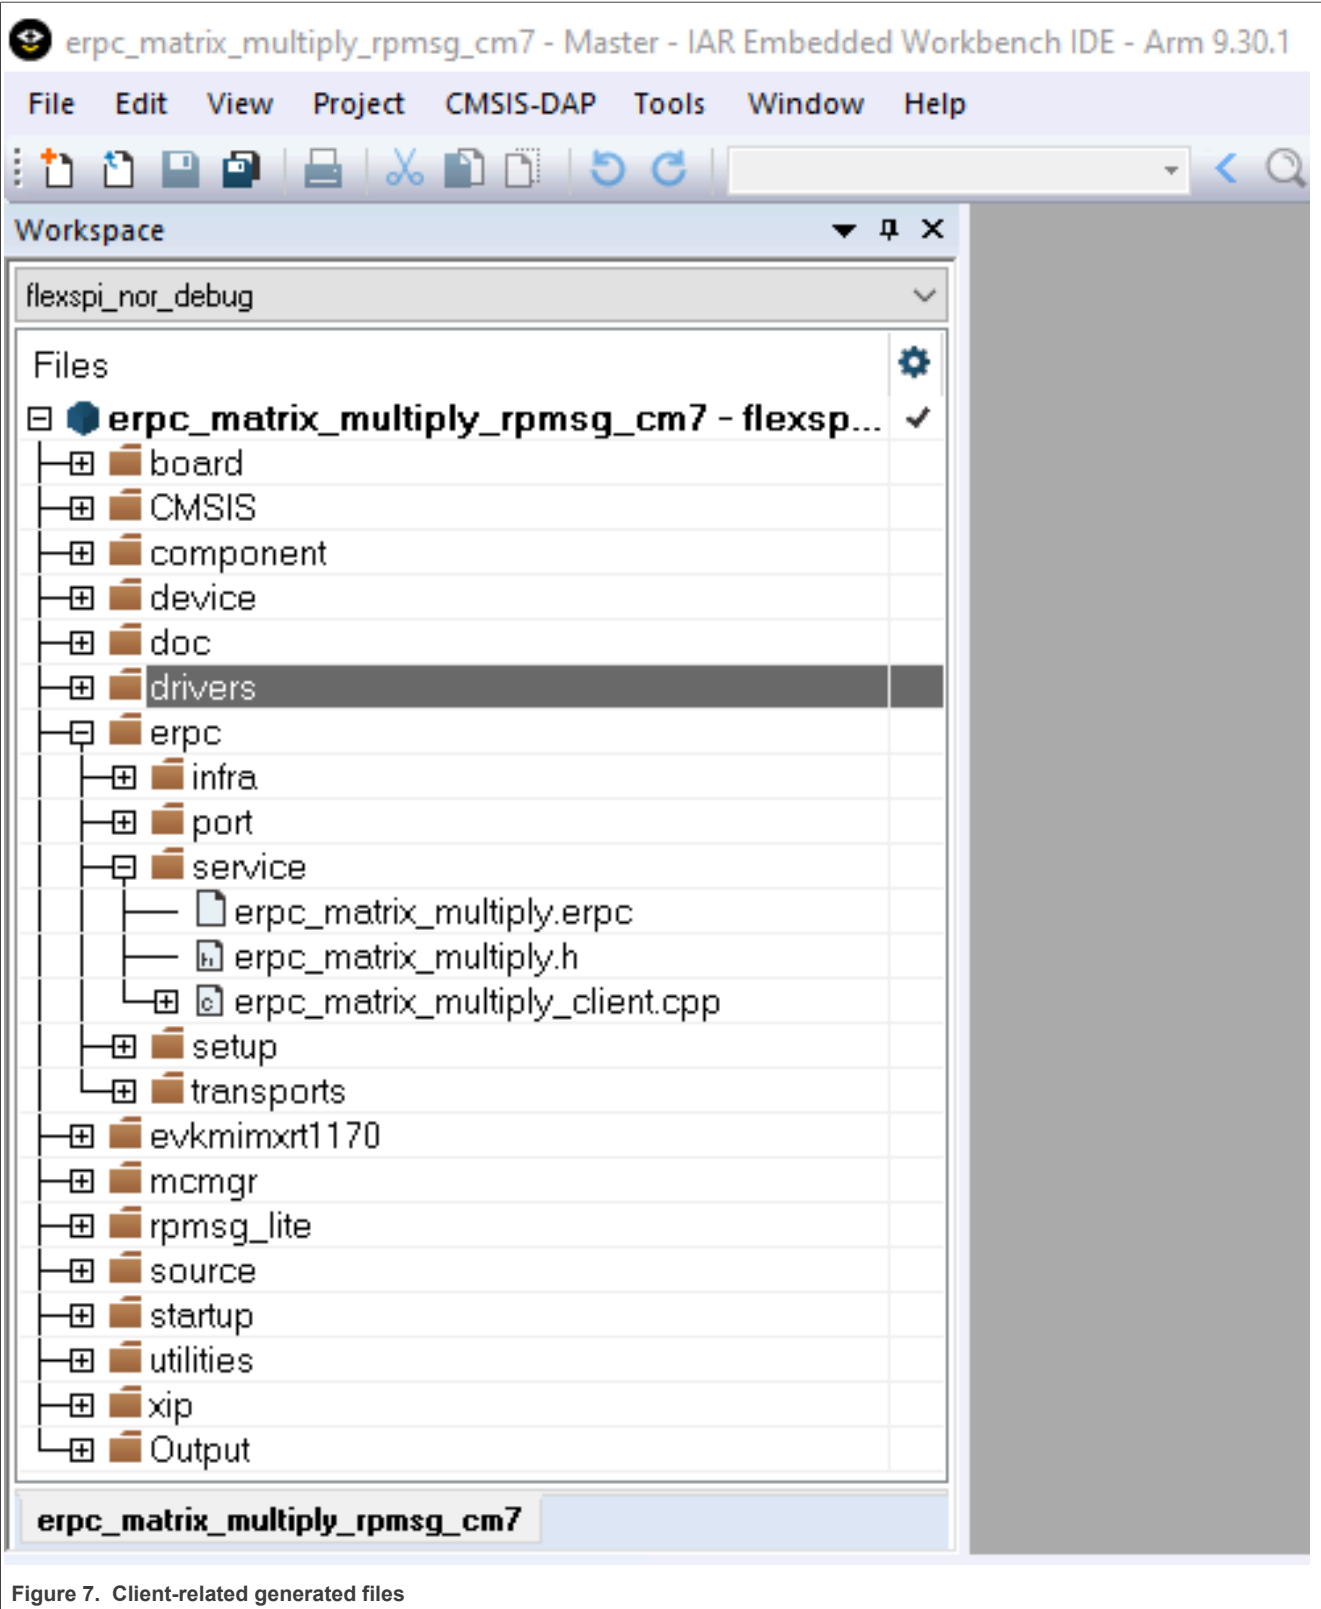 erpc_matrix_multiply_rpmsg_cm7 - Master - IAR Embedded Workbench IDE - Arm 9.30.1
File Edit View Project CMSIS-DAP Tools Window Help
Workspace
flexspi_nor_debug
Files
erpc_matrix_multiply_rpmsg_cm7 - flexsp...
board
CMSIS
component
device
doc
drivers
erpc
infra
port
service
erpc_matrix_multiply.erpc
erpc_matrix_multiply.h
erpc_matrix_multiply_client.cpp
setup
transports
evkmimxrt1170
mcmgr
rpmsg_lite
source
startup
utilities
xip
Output
erpc_matrix_multiply_rpmsg_cm7
Figure 7. Client-related generated files